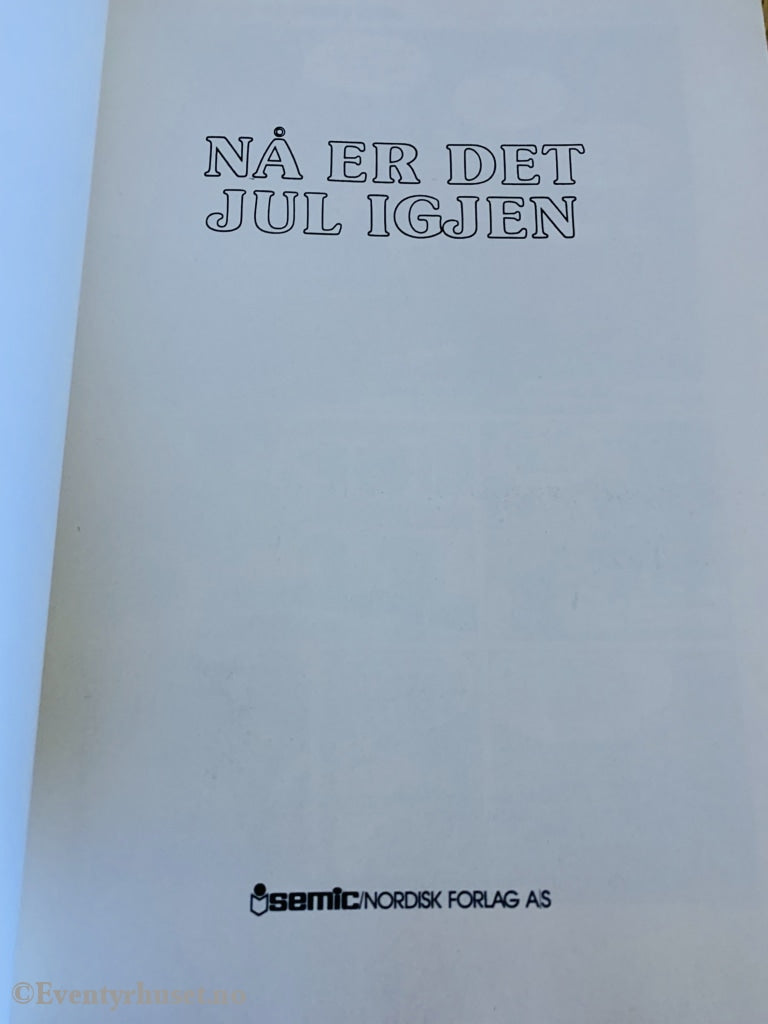 NÅ ER DET
JUL IGJEN
semic/NORDISK FORLAG A/S
©Eventyrhuset.no